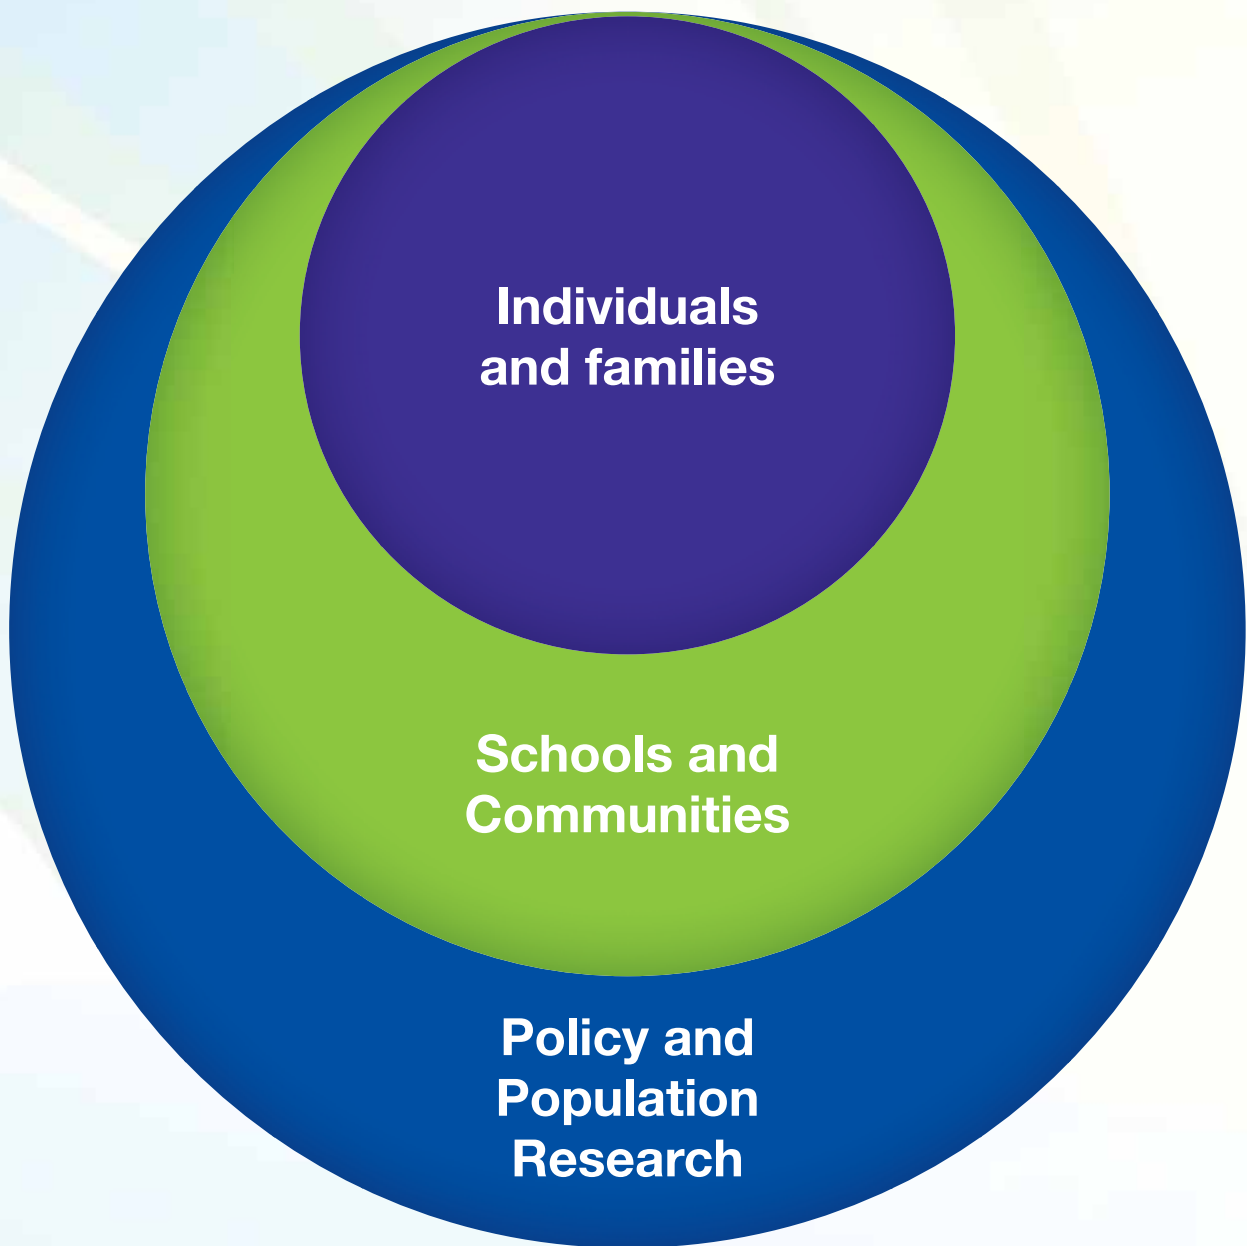 Individuals
and families
Schools and
Communities
Policy and
Population
Research